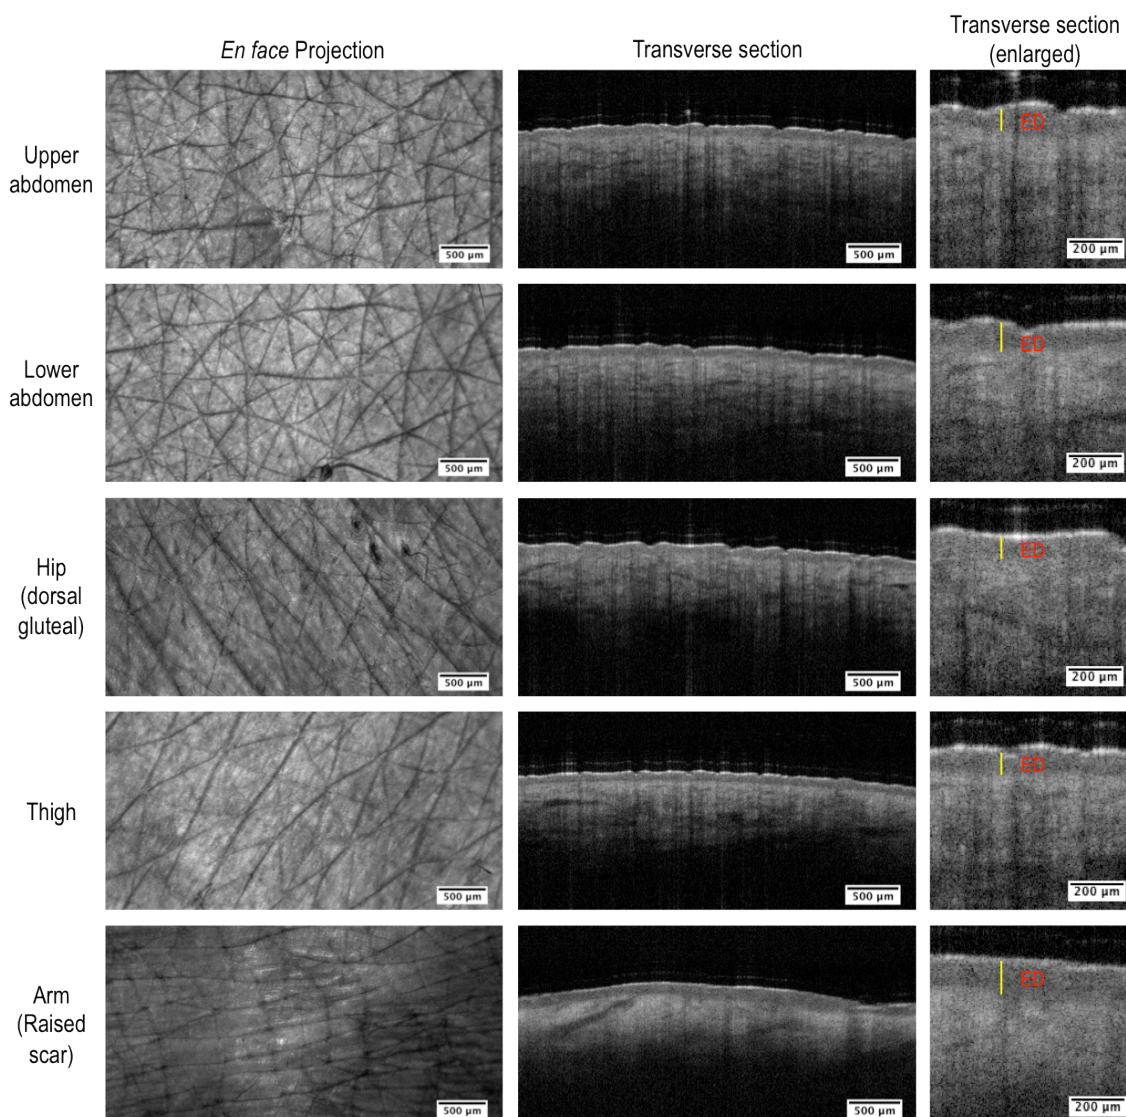 En face Projection
Transverse section
Transverse section
(enlarged)
Upper
abdomen
500 µm
500 µm
ED
200 µm
Lower
abdomen
500 µm
500 µm
ED
200 µm
Hip
(dorsal
gluteal)
500 µm
500 µm
ED
200 µm
Thigh
500 µm
500 µm
ED
200 µm
Arm
(Raised
scar)
500 µm
500 µm
ED
200 µm